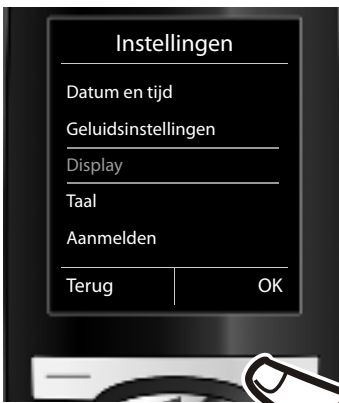 Instellingen
Datum en tijd
Geluidsinstellingen
Display
Taal
Aanmelden
Terug OK